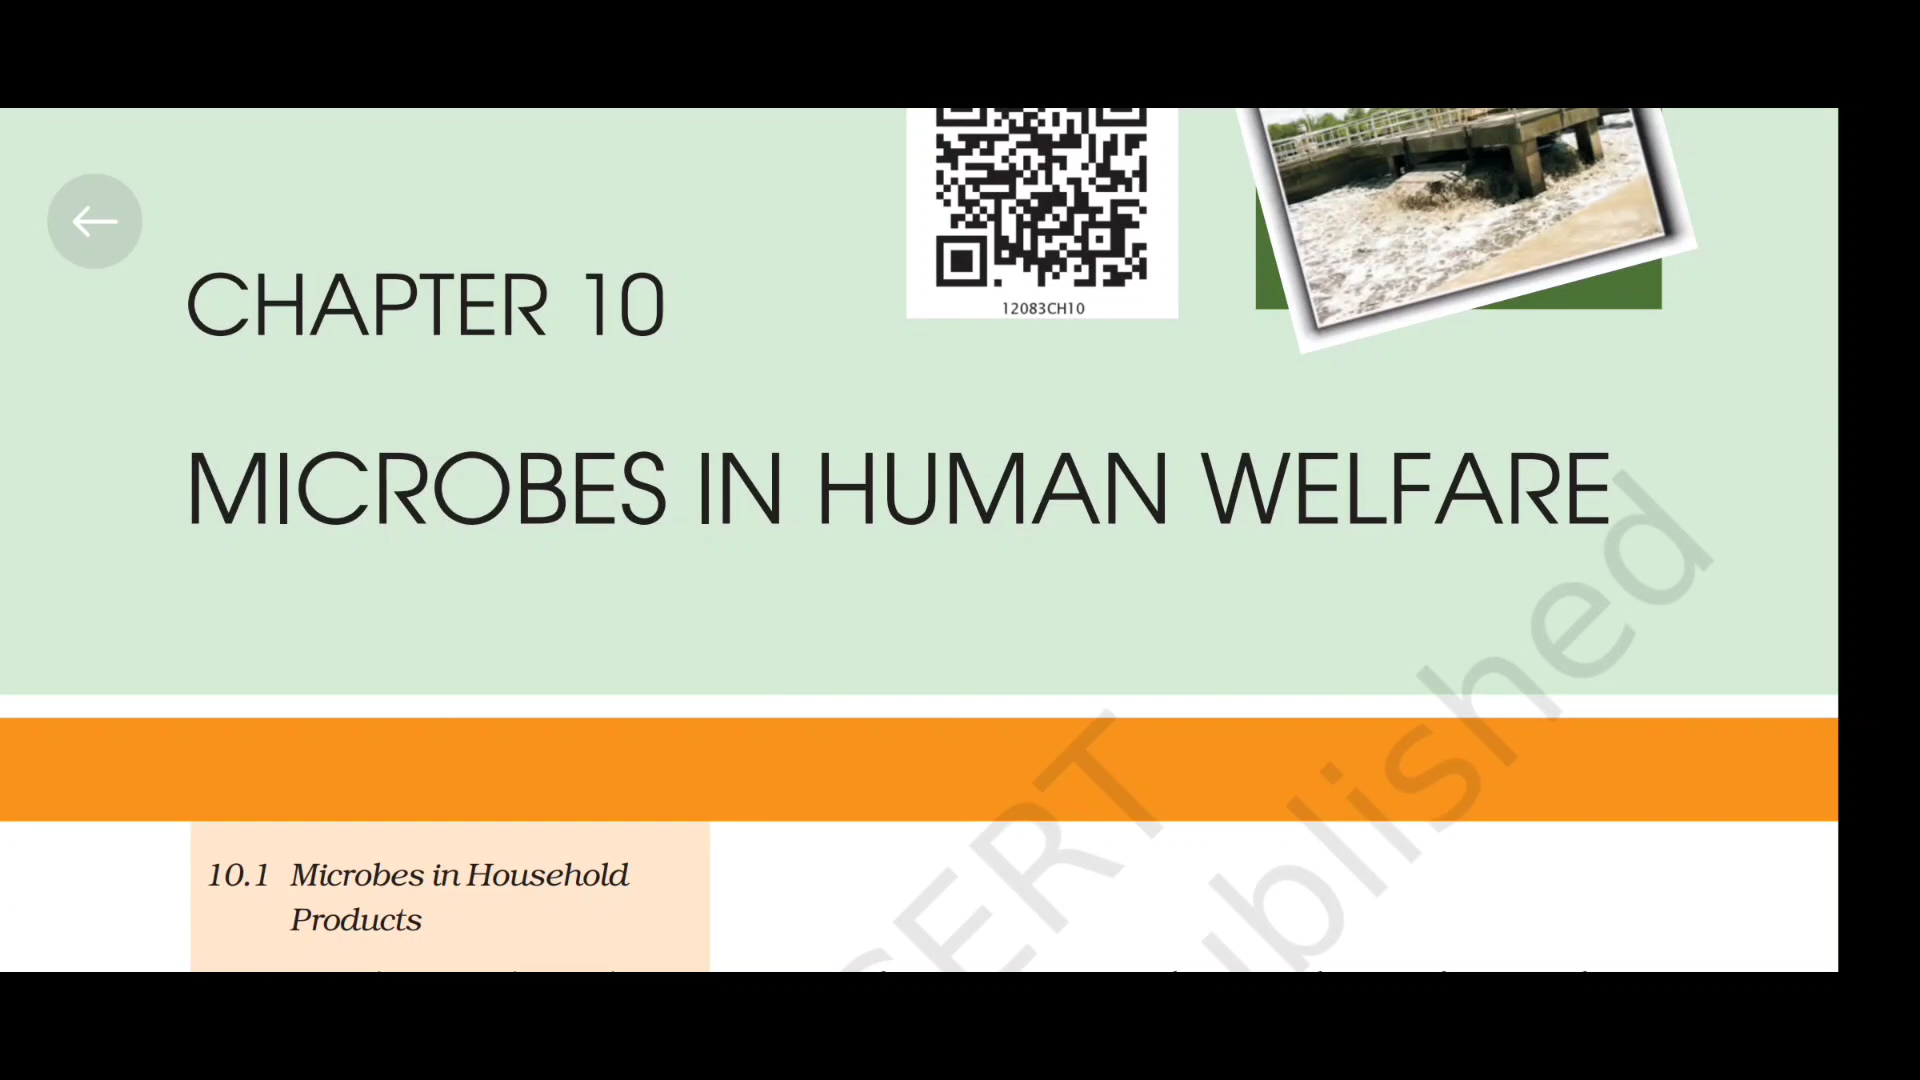 12083CH10
CHAPTER 10
MICROBES IN HUMAN WELFARE
10.1 Microbes in Household
Products